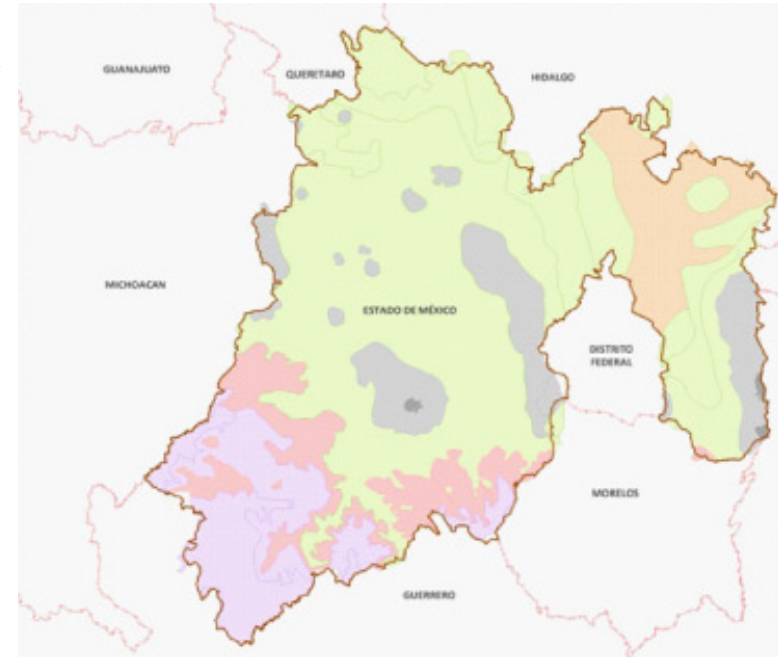 GUANAJUATO
QUERETARO
HIDALGO
MICHOACAN
ESTADO DE MÉXICO
DISTRITO
FEDERAL
MORELOS
GUERRERO